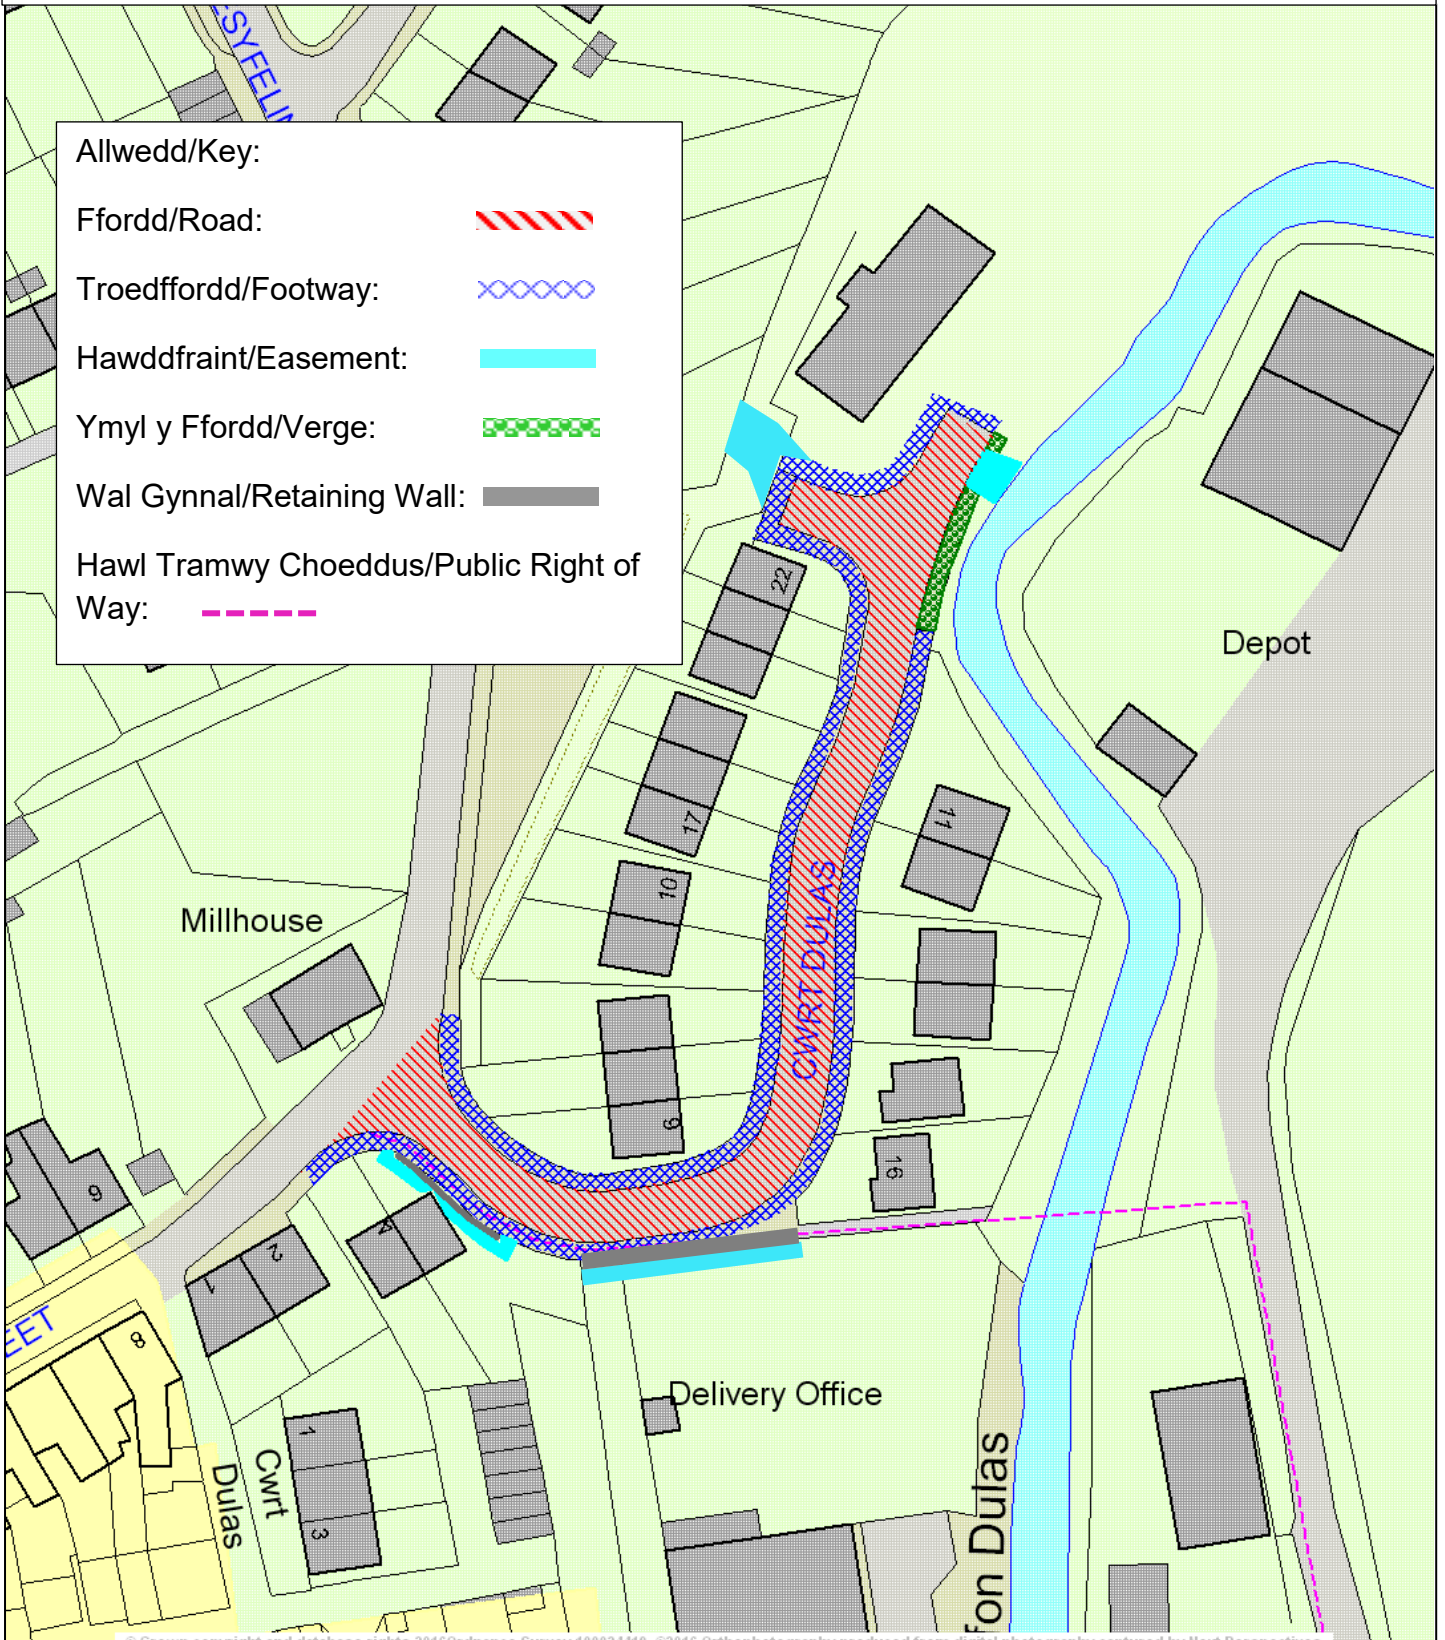 Allwedd/Key:
Ffordd/Road:
Troedffordd/Footway:
Hawddfraint/Easement:
Ymyl y Ffordd/Verge:
Wal Gynnal/Retaining Wall:
Hawl Tramwy Choeddus/Public Right of
Way:
22
Depot
17
11
10
CWRT DULAS
Millhouse
9
16
6
4
2
1
EET
8
Delivery Office
1
Cwrt
Dulas
3
fon Dulas